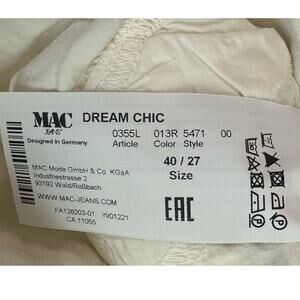 MAC DREAM CHIC
JEANS 0355L 013R 5471 00
Designed In Germany Article Color Style
40 / 27
MAC Mode GmbH & Co. KGaA Size
Industriestrasse 2
93192 Wald/Roßbach
WWW.MAC-JEANS.COM EAC
FA126203-01 YV01221
CA 11055